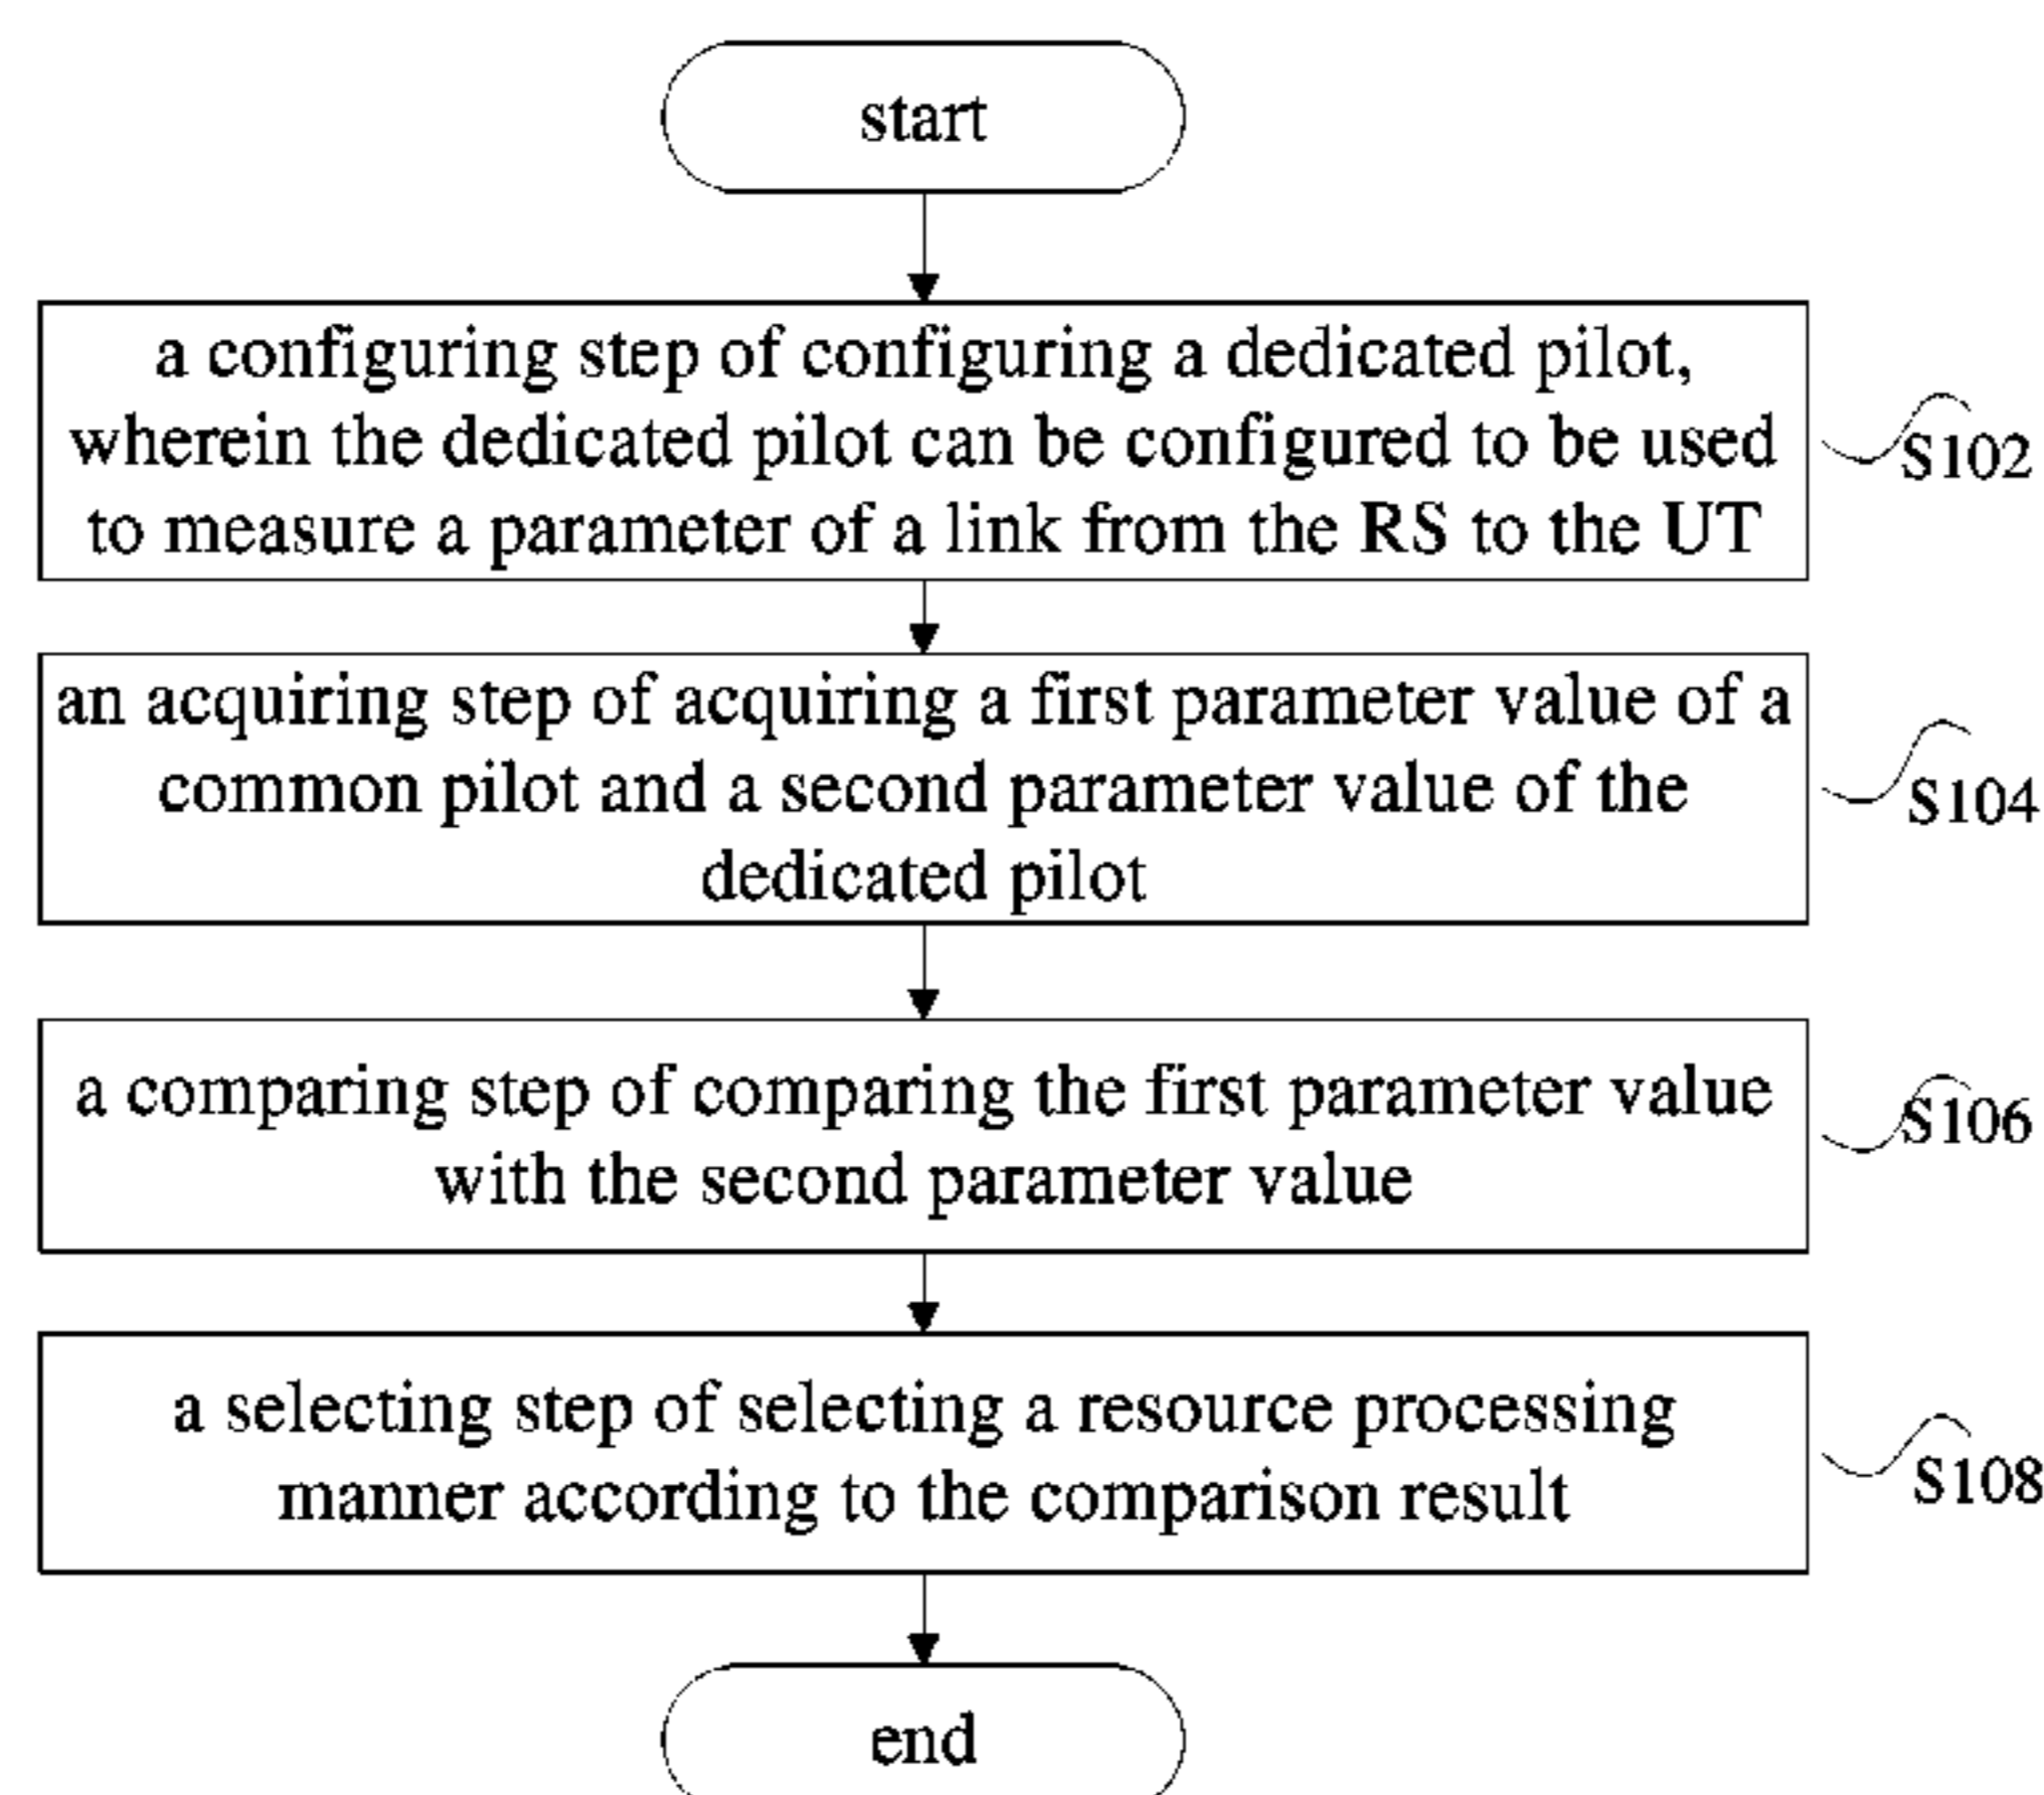 start
a configuring step of configuring a dedicated pilot,
wherein the dedicated pilot can be configured to be used
to measure a parameter of a link from the RS to the UT
S102
an acquiring step of acquiring a first parameter value of a
common pilot and a second parameter value of the
dedicated pilot
S104
a comparing step of comparing the first parameter value
with the second parameter value
S106
a selecting step of selecting a resource processing
manner according to the comparison result
S108
end